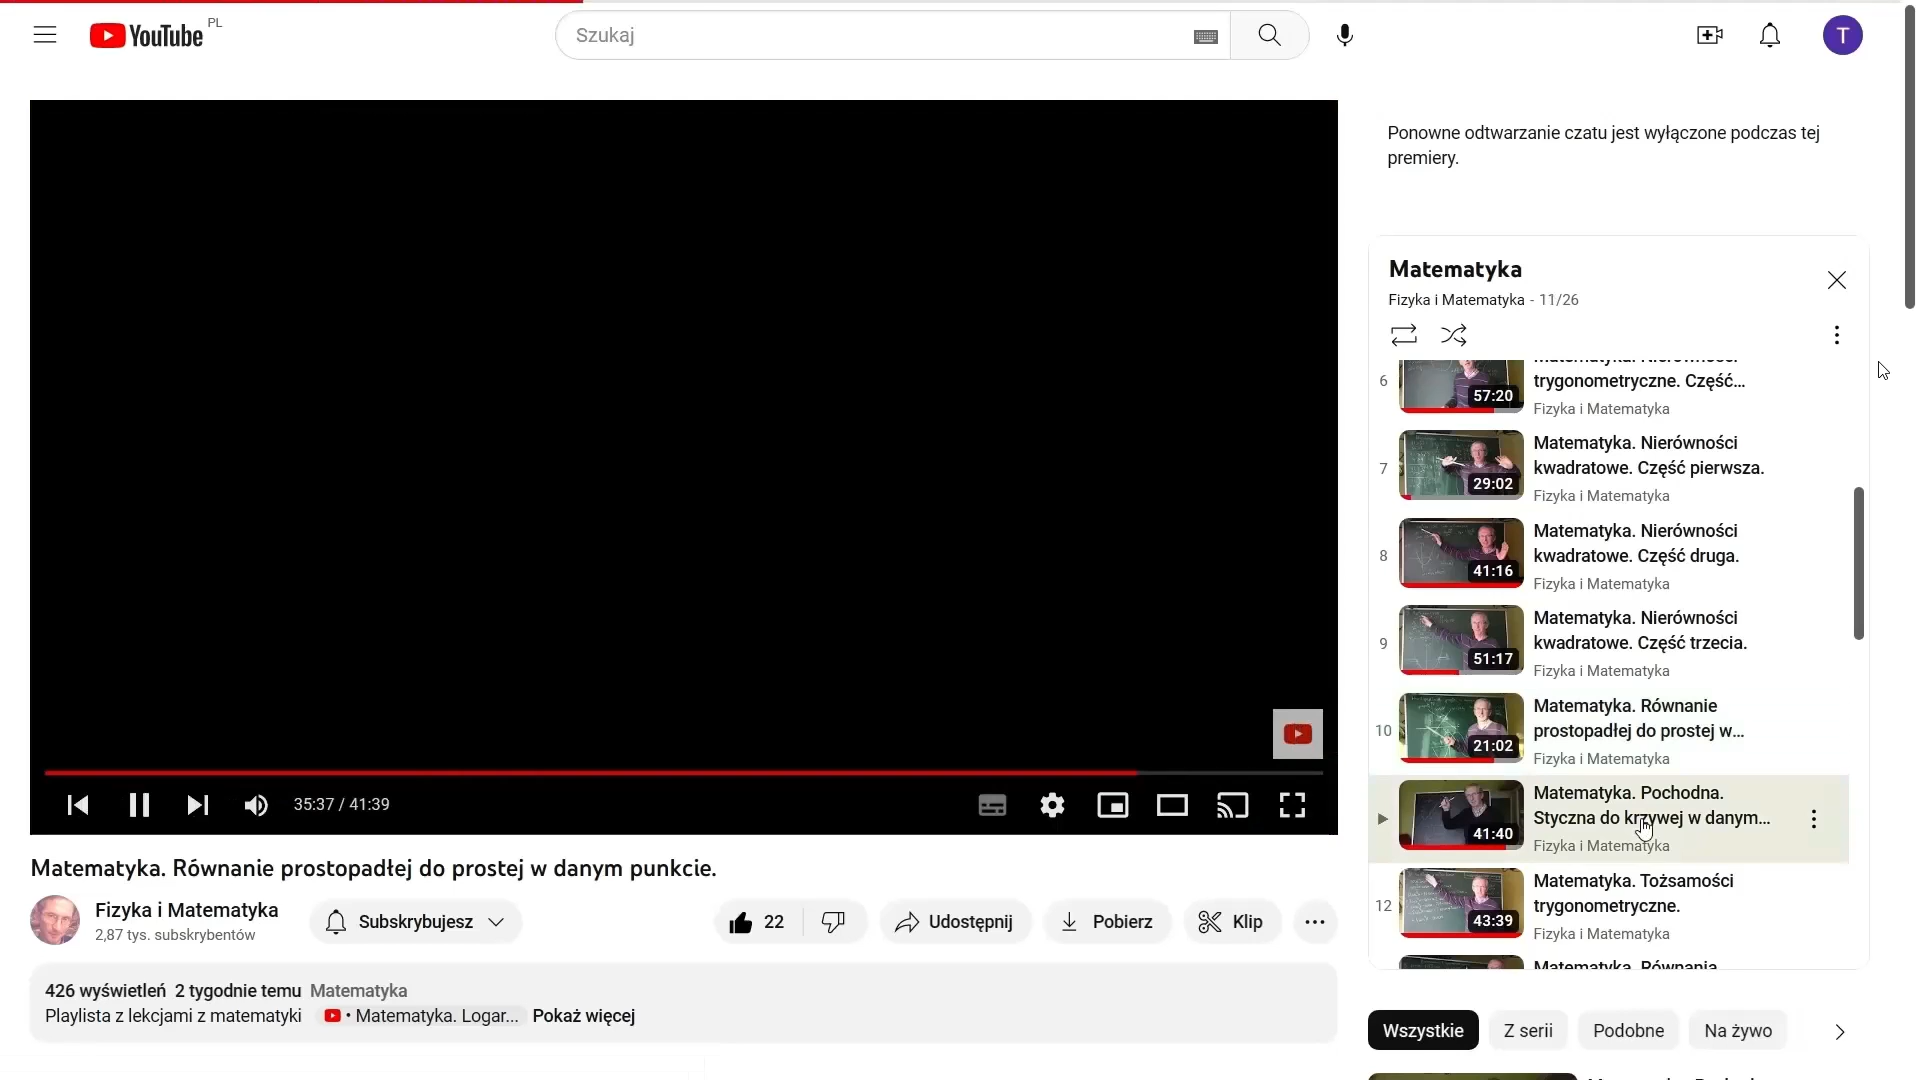 YouTube PL
Szukaj
T
Ponowne odtwarzanie czatu jest wyłączone podczas tej
premiery.
Matematyka
Fizyka i Matematyka - 11/26
6
trygonometryczne. Część...
57:20
Fizyka i Matematyka
7
Matematyka. Nierówności
kwadratowe. Część pierwsza.
29:02
Fizyka i Matematyka
8
Matematyka. Nierówności
kwadratowe. Część druga.
41:16
Fizyka i Matematyka
9
Matematyka. Nierówności
kwadratowe. Część trzecia.
51:17
Fizyka i Matematyka
10
Matematyka. Równanie
prostopadłej do prostej w...
21:02
Fizyka i Matematyka
Matematyka. Pochodna.
Styczna do krzywej w danym...
41:40
Fizyka i Matematyka
12
Matematyka. Tożsamości
trygonometryczne.
43:39
Fizyka i Matematyka
Matematyka. Równania
Wszystkie
Z serii
Podobne
Na żywo
35:37 / 41:39
Matematyka. Równanie prostopadłej do prostej w danym punkcie.
Fizyka i Matematyka
2,87 tys. subskrybentów
Subskrybujesz
22
Udostępnij
Pobierz
Klip
426 wyświetleń 2 tygodnie temu Matematyka
Playlista z lekcjami z matematyki • Matematyka. Logar... Pokaż więcej